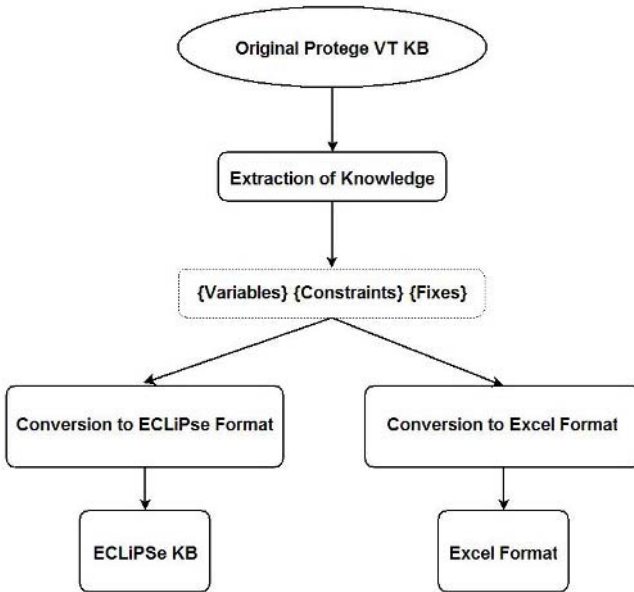 Original Protege VT KB
Extraction of Knowledge
{Variables} {Constraints} {Fixes}
Conversion to ECLiPse Format
Conversion to Excel Format
ECLiPSe KB
Excel Format